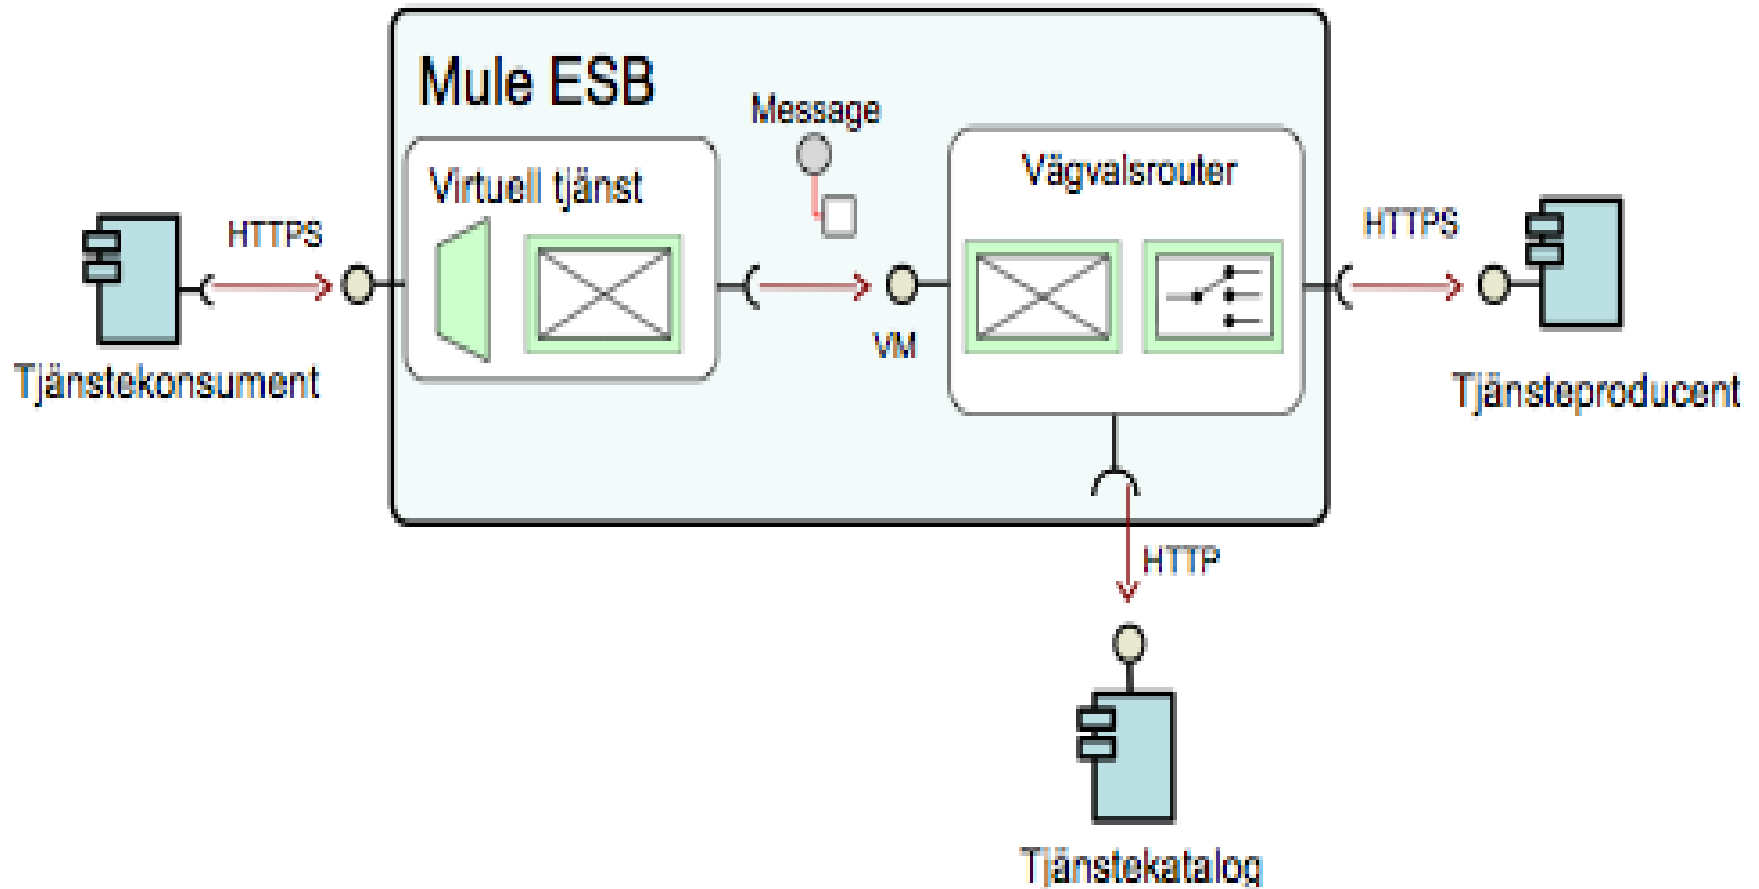 Mule ESB
Message
Virtuell tjänst
Vägvalsrouter
HTTPS
HTTPS
VM
Tjänstekonsument
Tjänsteproducent
HTTP
Tjänstekatalog